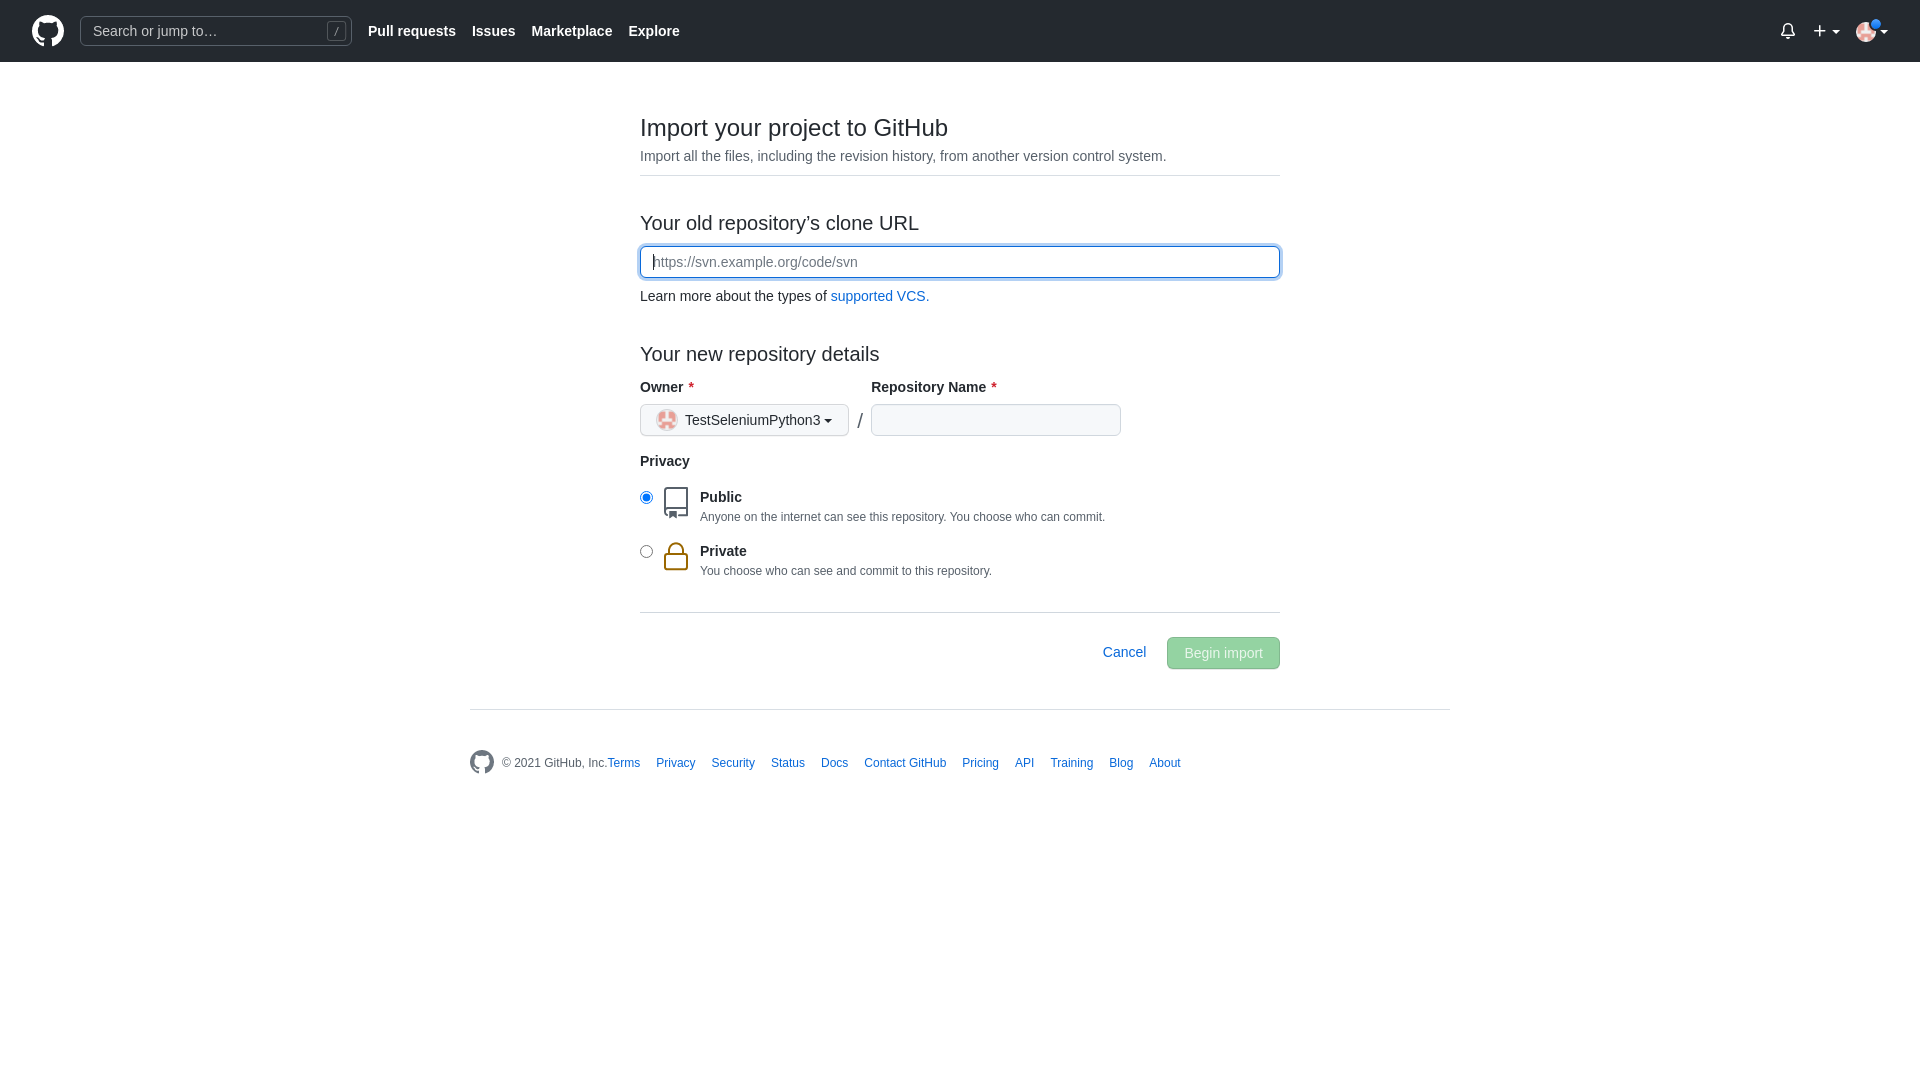 Search or jump to…
/
Pull requests
Issues
Marketplace
Explore
Import your project to GitHub
Import all the files, including the revision history, from another version control system.
Your old repository’s clone URL
https://svn.example.org/code/svn
Learn more about the types of supported VCS.
Your new repository details
Owner *
Repository Name *
TestSeleniumPython3
/
Privacy
Public
Anyone on the internet can see this repository. You choose who can commit.
Private
You choose who can see and commit to this repository.
Cancel
Begin import
© 2021 GitHub, Inc.
Terms
Privacy
Security
Status
Docs
Contact GitHub
Pricing
API
Training
Blog
About